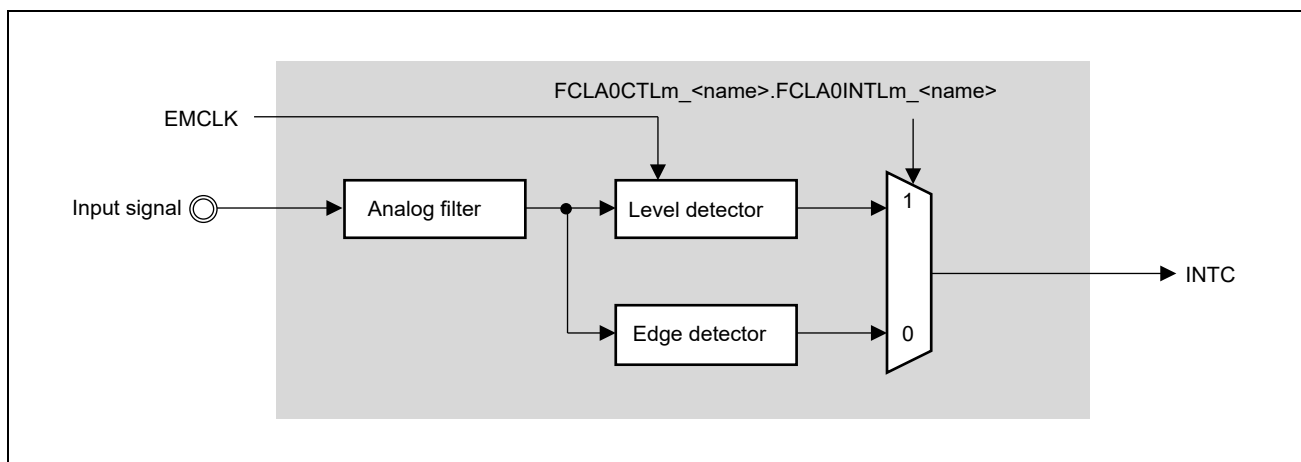 FCLA0CTLm_<name>.FCLA0INTLm_<name>
EMCLK
Input signal
Analog filter
Level detector
1
INTC
Edge detector
0